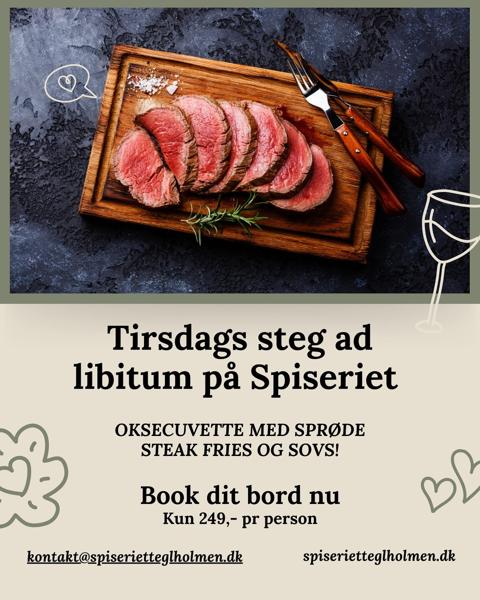 Tirsdags steg ad
libitum på Spiseriet
OKSECUVETTE MED SPRØDE
STEAK FRIES OG SOVS!
Book dit bord nu
Kun 249,- pr person
kontakt@spiserietteglholmen.dk
spiserietteglholmen.dk